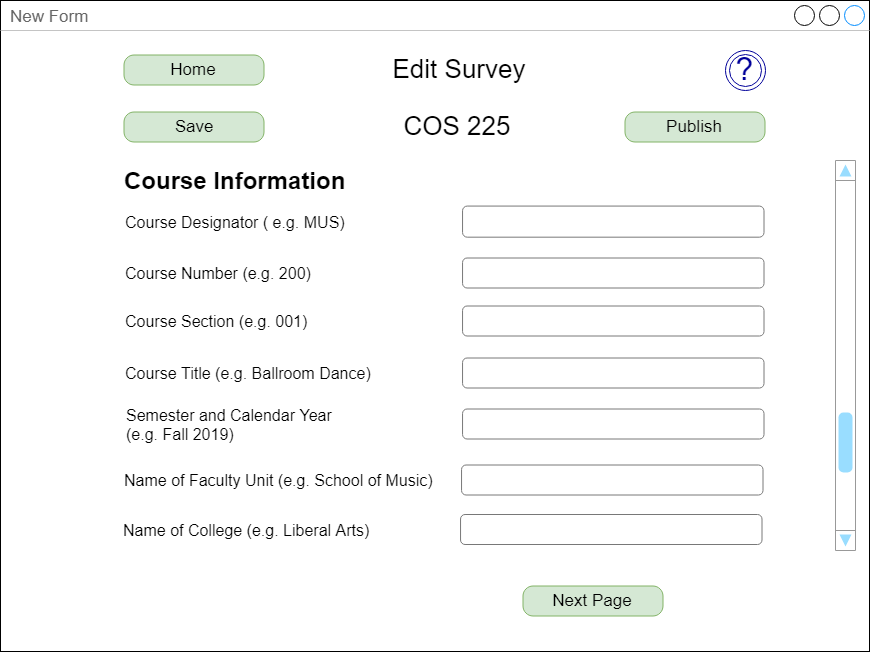 New Form
Home
Edit Survey
?
Save
COS 225
Publish
Course Information
Course Designator ( e.g. MUS)
Course Number (e.g. 200)
Course Section (e.g. 001)
Course Title (e.g. Ballroom Dance)
Semester and Calendar Year
(e.g. Fall 2019)
Name of Faculty Unit (e.g. School of Music)
Name of College (e.g. Liberal Arts)
Next Page